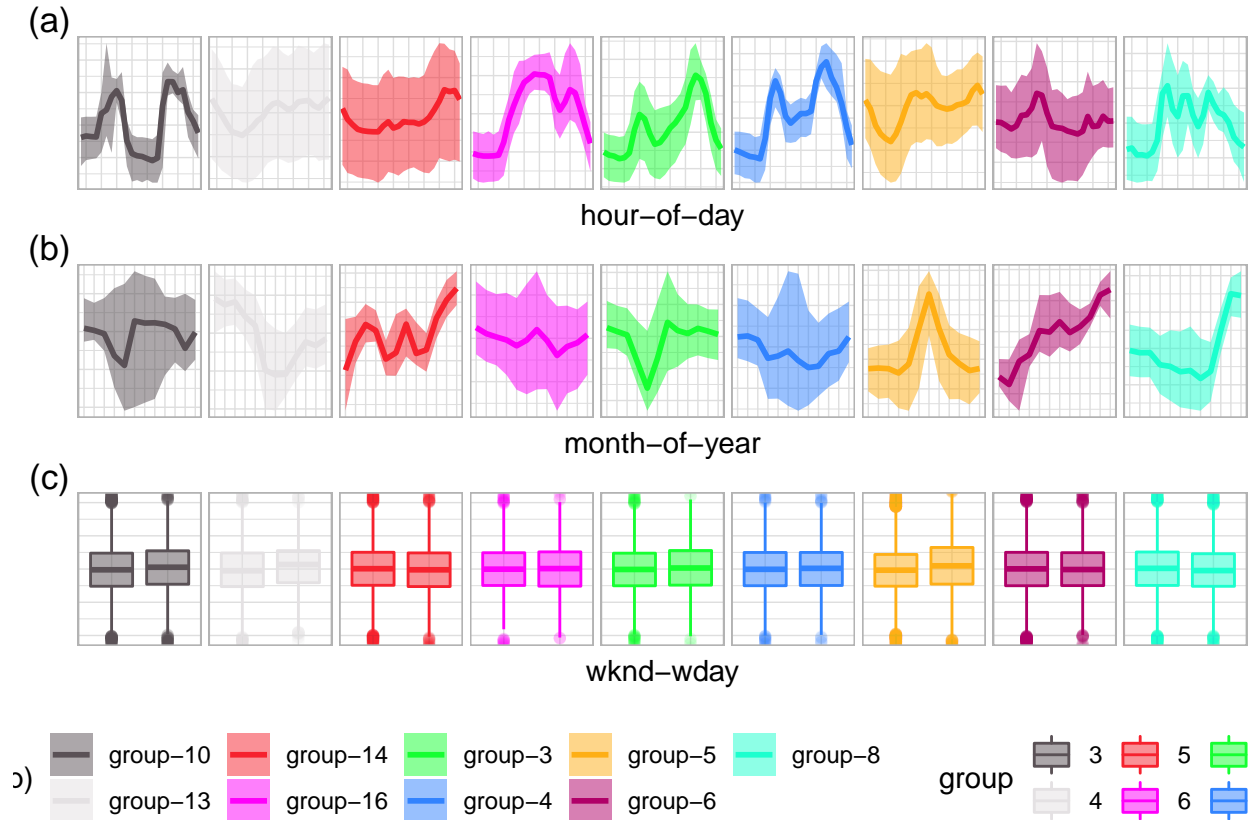 (a)
hour−of−day
(b)
month−of−year
(c)
wknd−wday
group−10 group−14 group−3 group−5 group−8
group−13 group−16 group−4 group−6
group 3 5
4 6